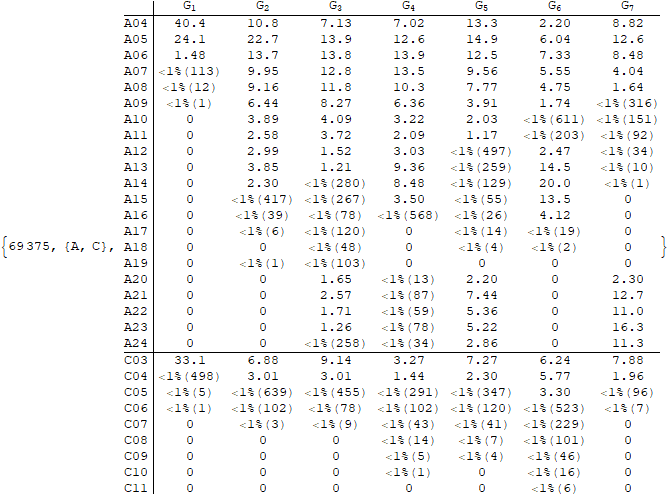 G1 G2 G3 G4 G5 G6 G7
A04 40.4 10.8 7.13 7.02 13.3 2.20 8.82
A05 24.1 22.7 13.9 12.6 14.9 6.04 12.6
A06 1.48 13.7 13.8 13.9 12.5 7.33 8.48
A07 <1%(113) 9.95 12.8 13.5 9.56 5.55 4.04
A08 <1%(12) 9.16 11.8 10.3 7.77 4.75 1.64
A09 <1%(1) 6.44 8.27 6.36 3.91 1.74 <1%(316)
A10 0 3.89 4.09 3.22 2.03 <1%(611) <1%(151)
A11 0 2.58 3.72 2.09 1.17 <1%(203) <1%(92)
A12 0 2.99 1.52 3.03 <1%(497) 2.47 <1%(34)
A13 0 3.85 1.21 9.36 <1%(259) 14.5 <1%(10)
A14 0 2.30 <1%(280) 8.48 <1%(129) 20.0 <1%(1)
A15 0 <1%(417) <1%(267) 3.50 <1%(55) 13.5 0
A16 0 <1%(39) <1%(78) <1%(568) <1%(26) 4.12 0
A17 0 <1%(6) <1%(120) 0 <1%(14) <1%(19) 0
{69375, {A, C}, A18 0 0 <1%(48) 0 <1%(4) <1%(2) 0 }
A19 0 <1%(1) <1%(103) 0 0 0 0
A20 0 0 1.65 <1%(13) 2.20 0 2.30
A21 0 0 2.57 <1%(87) 7.44 0 12.7
A22 0 0 1.71 <1%(59) 5.36 0 11.0
A23 0 0 1.26 <1%(78) 5.22 0 16.3
A24 0 0 <1%(258) <1%(34) 2.86 0 11.3
C03 33.1 6.88 9.14 3.27 7.27 6.24 7.88
C04 <1%(498) 3.01 3.01 1.44 2.30 5.77 1.96
C05 <1%(5) <1%(639) <1%(455) <1%(291) <1%(347) 3.30 <1%(96)
C06 <1%(1) <1%(102) <1%(78) <1%(102) <1%(120) <1%(523) <1%(7)
C07 0 <1%(3) <1%(9) <1%(43) <1%(41) <1%(229) 0
C08 0 0 0 <1%(14) <1%(7) <1%(101) 0
C09 0 0 0 <1%(5) <1%(4) <1%(46) 0
C10 0 0 0 <1%(1) 0 <1%(16) 0
C11 0 0 0 0 0 <1%(6) 0